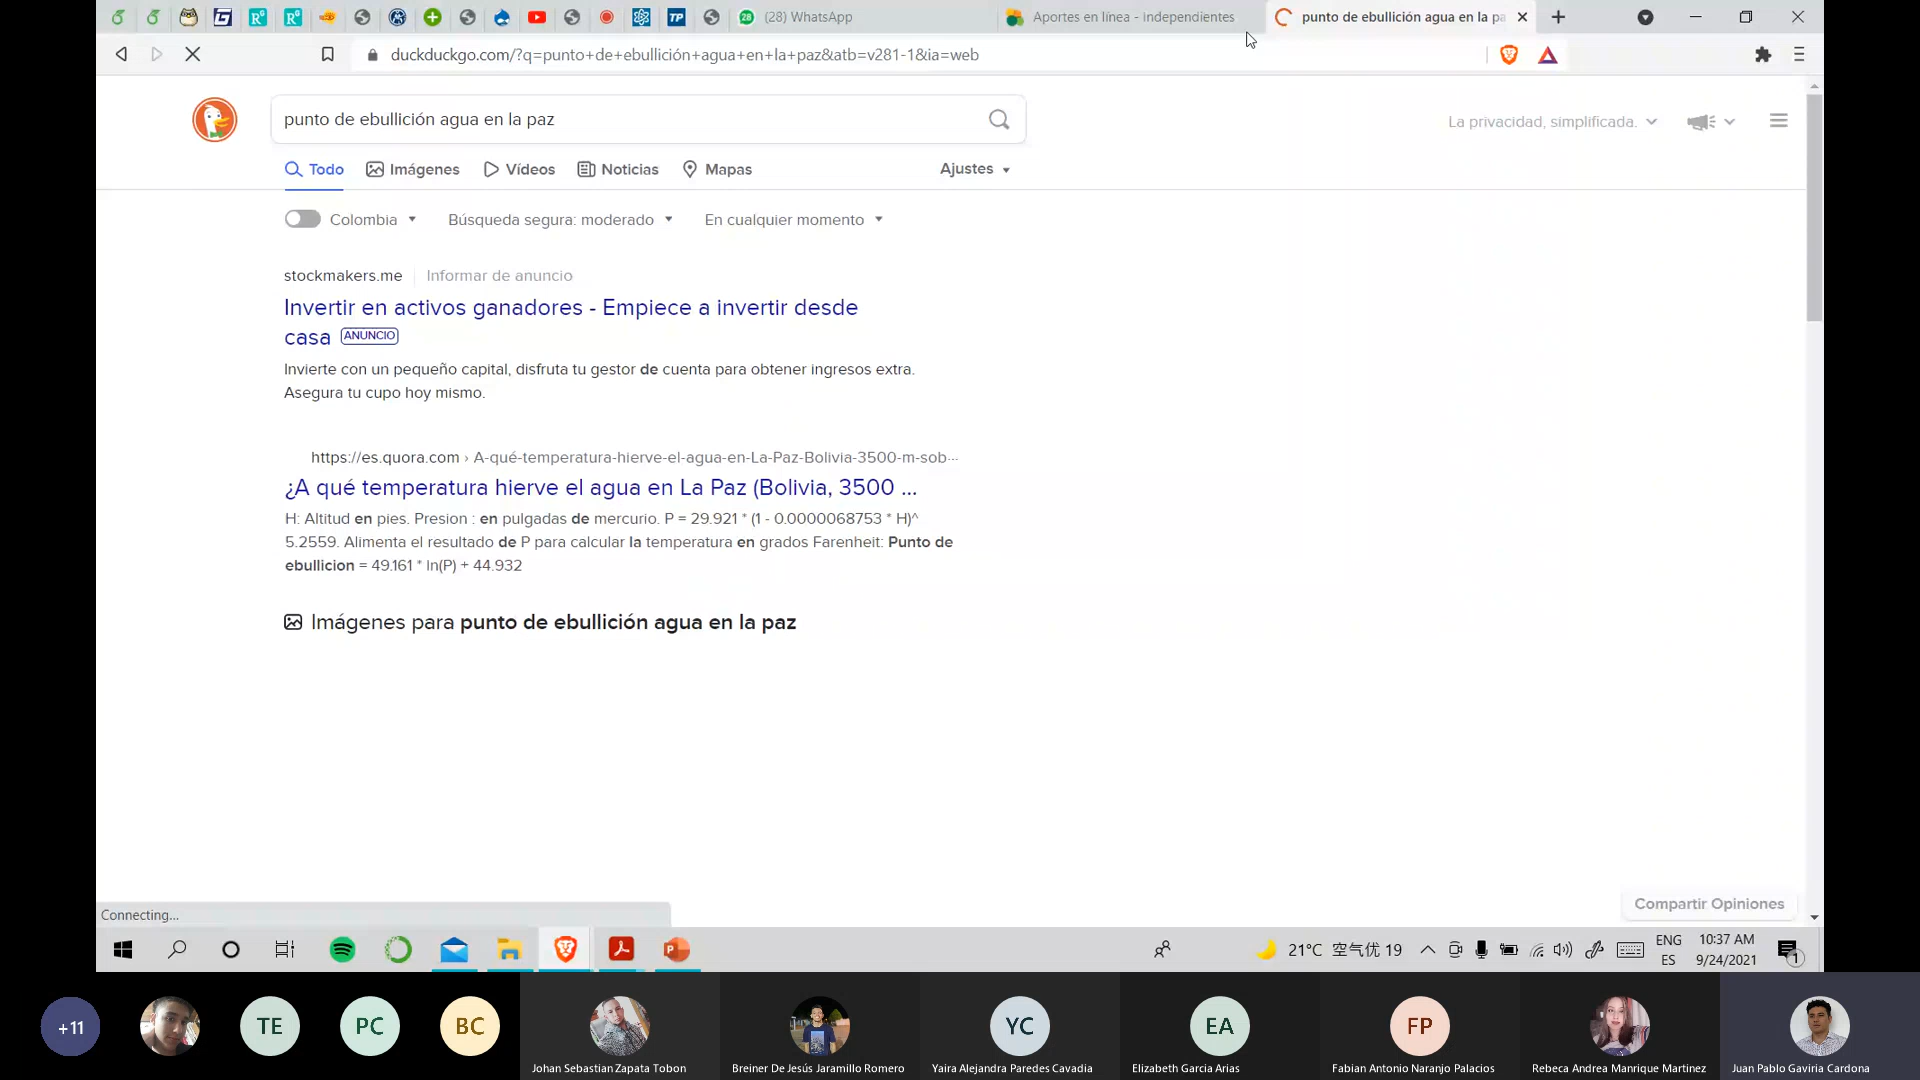 (28) WhatsApp
Aportes en línea - independientes
punto de ebullición agua en la pa
duckduckgo.com/?q=punto+de+ebullición+agua+en+la+paz&atb=v281-1&ia=web
punto de ebullición agua en la paz
La privacidad, simplificada.
Todo
Imágenes
Vídeos
Noticias
Mapas
Ajustes
Colombia
Búsqueda segura: moderado
En cualquier momento
stockmakers.me
Informar de anuncio
Invertir en activos ganadores - Empiece a invertir desde
casa ANUNCIO
Invierte con un pequeño capital, disfruta tu gestor de cuenta para obtener ingresos extra.
Asegura tu cupo hoy mismo.
https://es.quora.com › A-qué-temperatura-hierve-el-agua-en-La-Paz-Bolivia-3500-m-sob...
¿A qué temperatura hierve el agua en La Paz (Bolivia, 3500 ...
H: Altitud en pies. Presion : en pulgadas de mercurio. P = 29.921 * (1 - 0.0000068753 * H)^
5.2559. Alimenta el resultado de P para calcular la temperatura en grados Farenheit: Punto de
ebullicion = 49.161 * ln(P) + 44.932
Imágenes para punto de ebullición agua en la paz
Compartir Opiniones
Connecting...
21°C 空气优 19
ENG
ES
10:37 AM
9/24/2021
1
+11
TE
PC
BC
YC
EA
FP
Johan Sebastian Zapata Tobon
Breiner De Jesús Jaramillo Romero
Yaira Alejandra Paredes Cavadia
Elizabeth Garcia Arias
Fabian Antonio Naranjo Palacios
Rebeca Andrea Manrique Martinez
Juan Pablo Gaviria Cardona